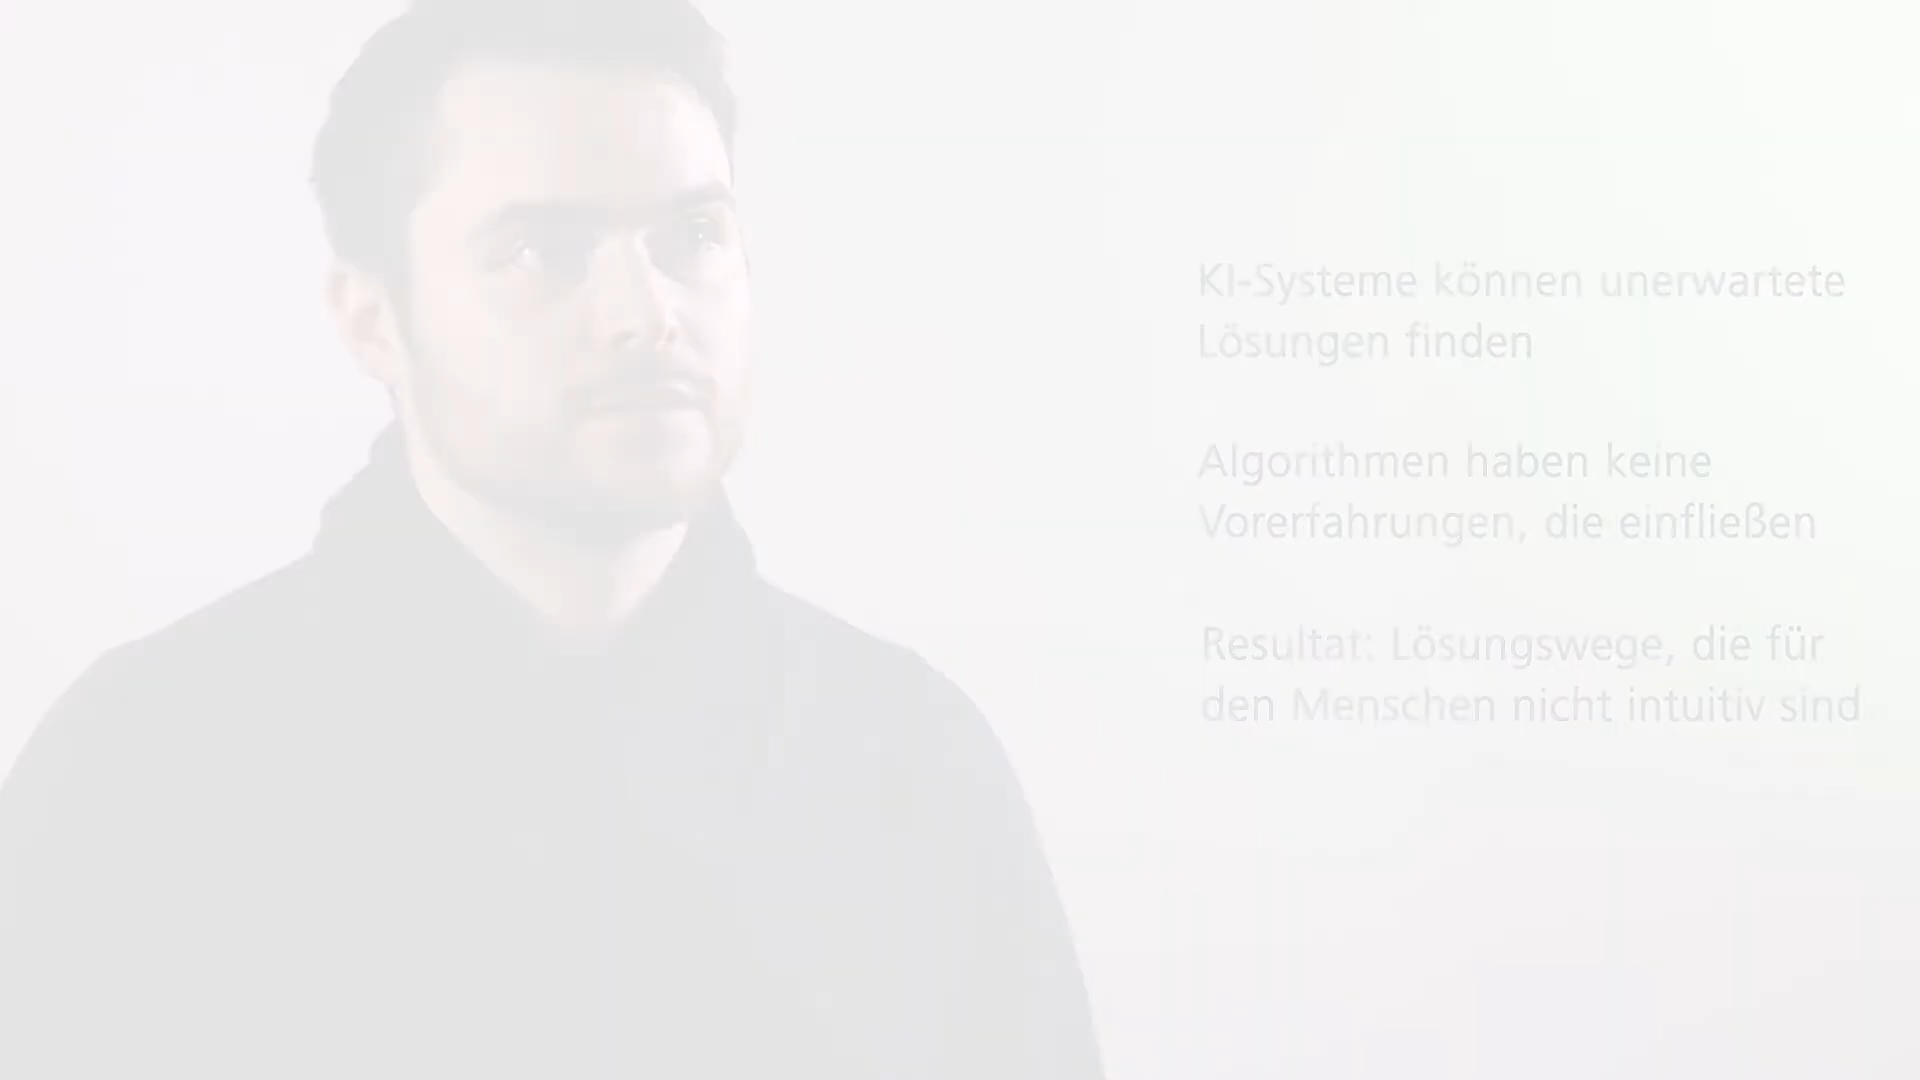 KI-Systeme können unerwartete
Lösungen finden
Algorithmen haben keine
Vorerfahrungen, die einfließen
Resultat: Lösungswege, die für
den Menschen nicht intuitiv sind